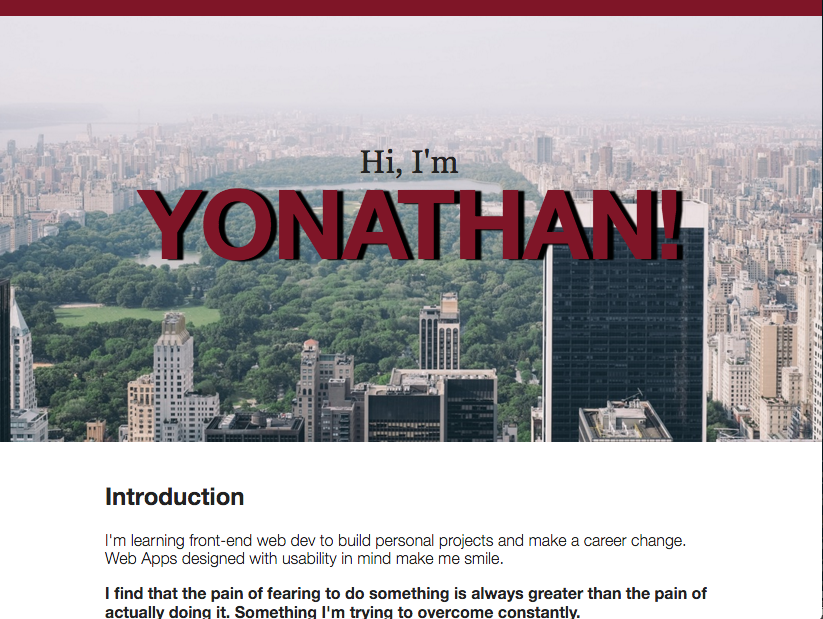 Hi, I'm
YONATHAN!
Introduction
I'm learning front-end web dev to build personal projects and make a career change.
Web Apps designed with usability in mind make me smile.
I find that the pain of fearing to do something is always greater than the pain of
actually doing it. Something I'm trying to overcome constantly.